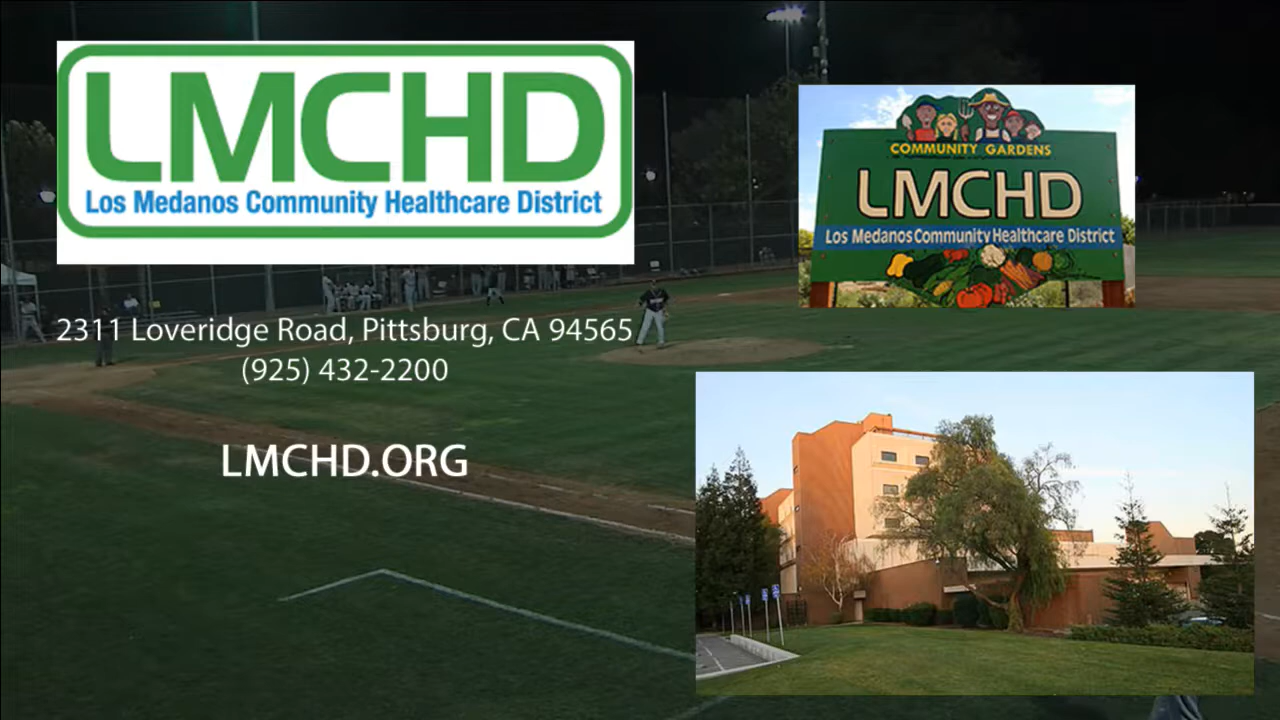 LMCHD
Los Medanos Community Healthcare District
2311 Loveridge Road, Pittsburg, CA 94565
(925) 432-2200
LMCHD.ORG
COMMUNITY GARDENS
LMCHD
Los Medanos Community Healthcare District